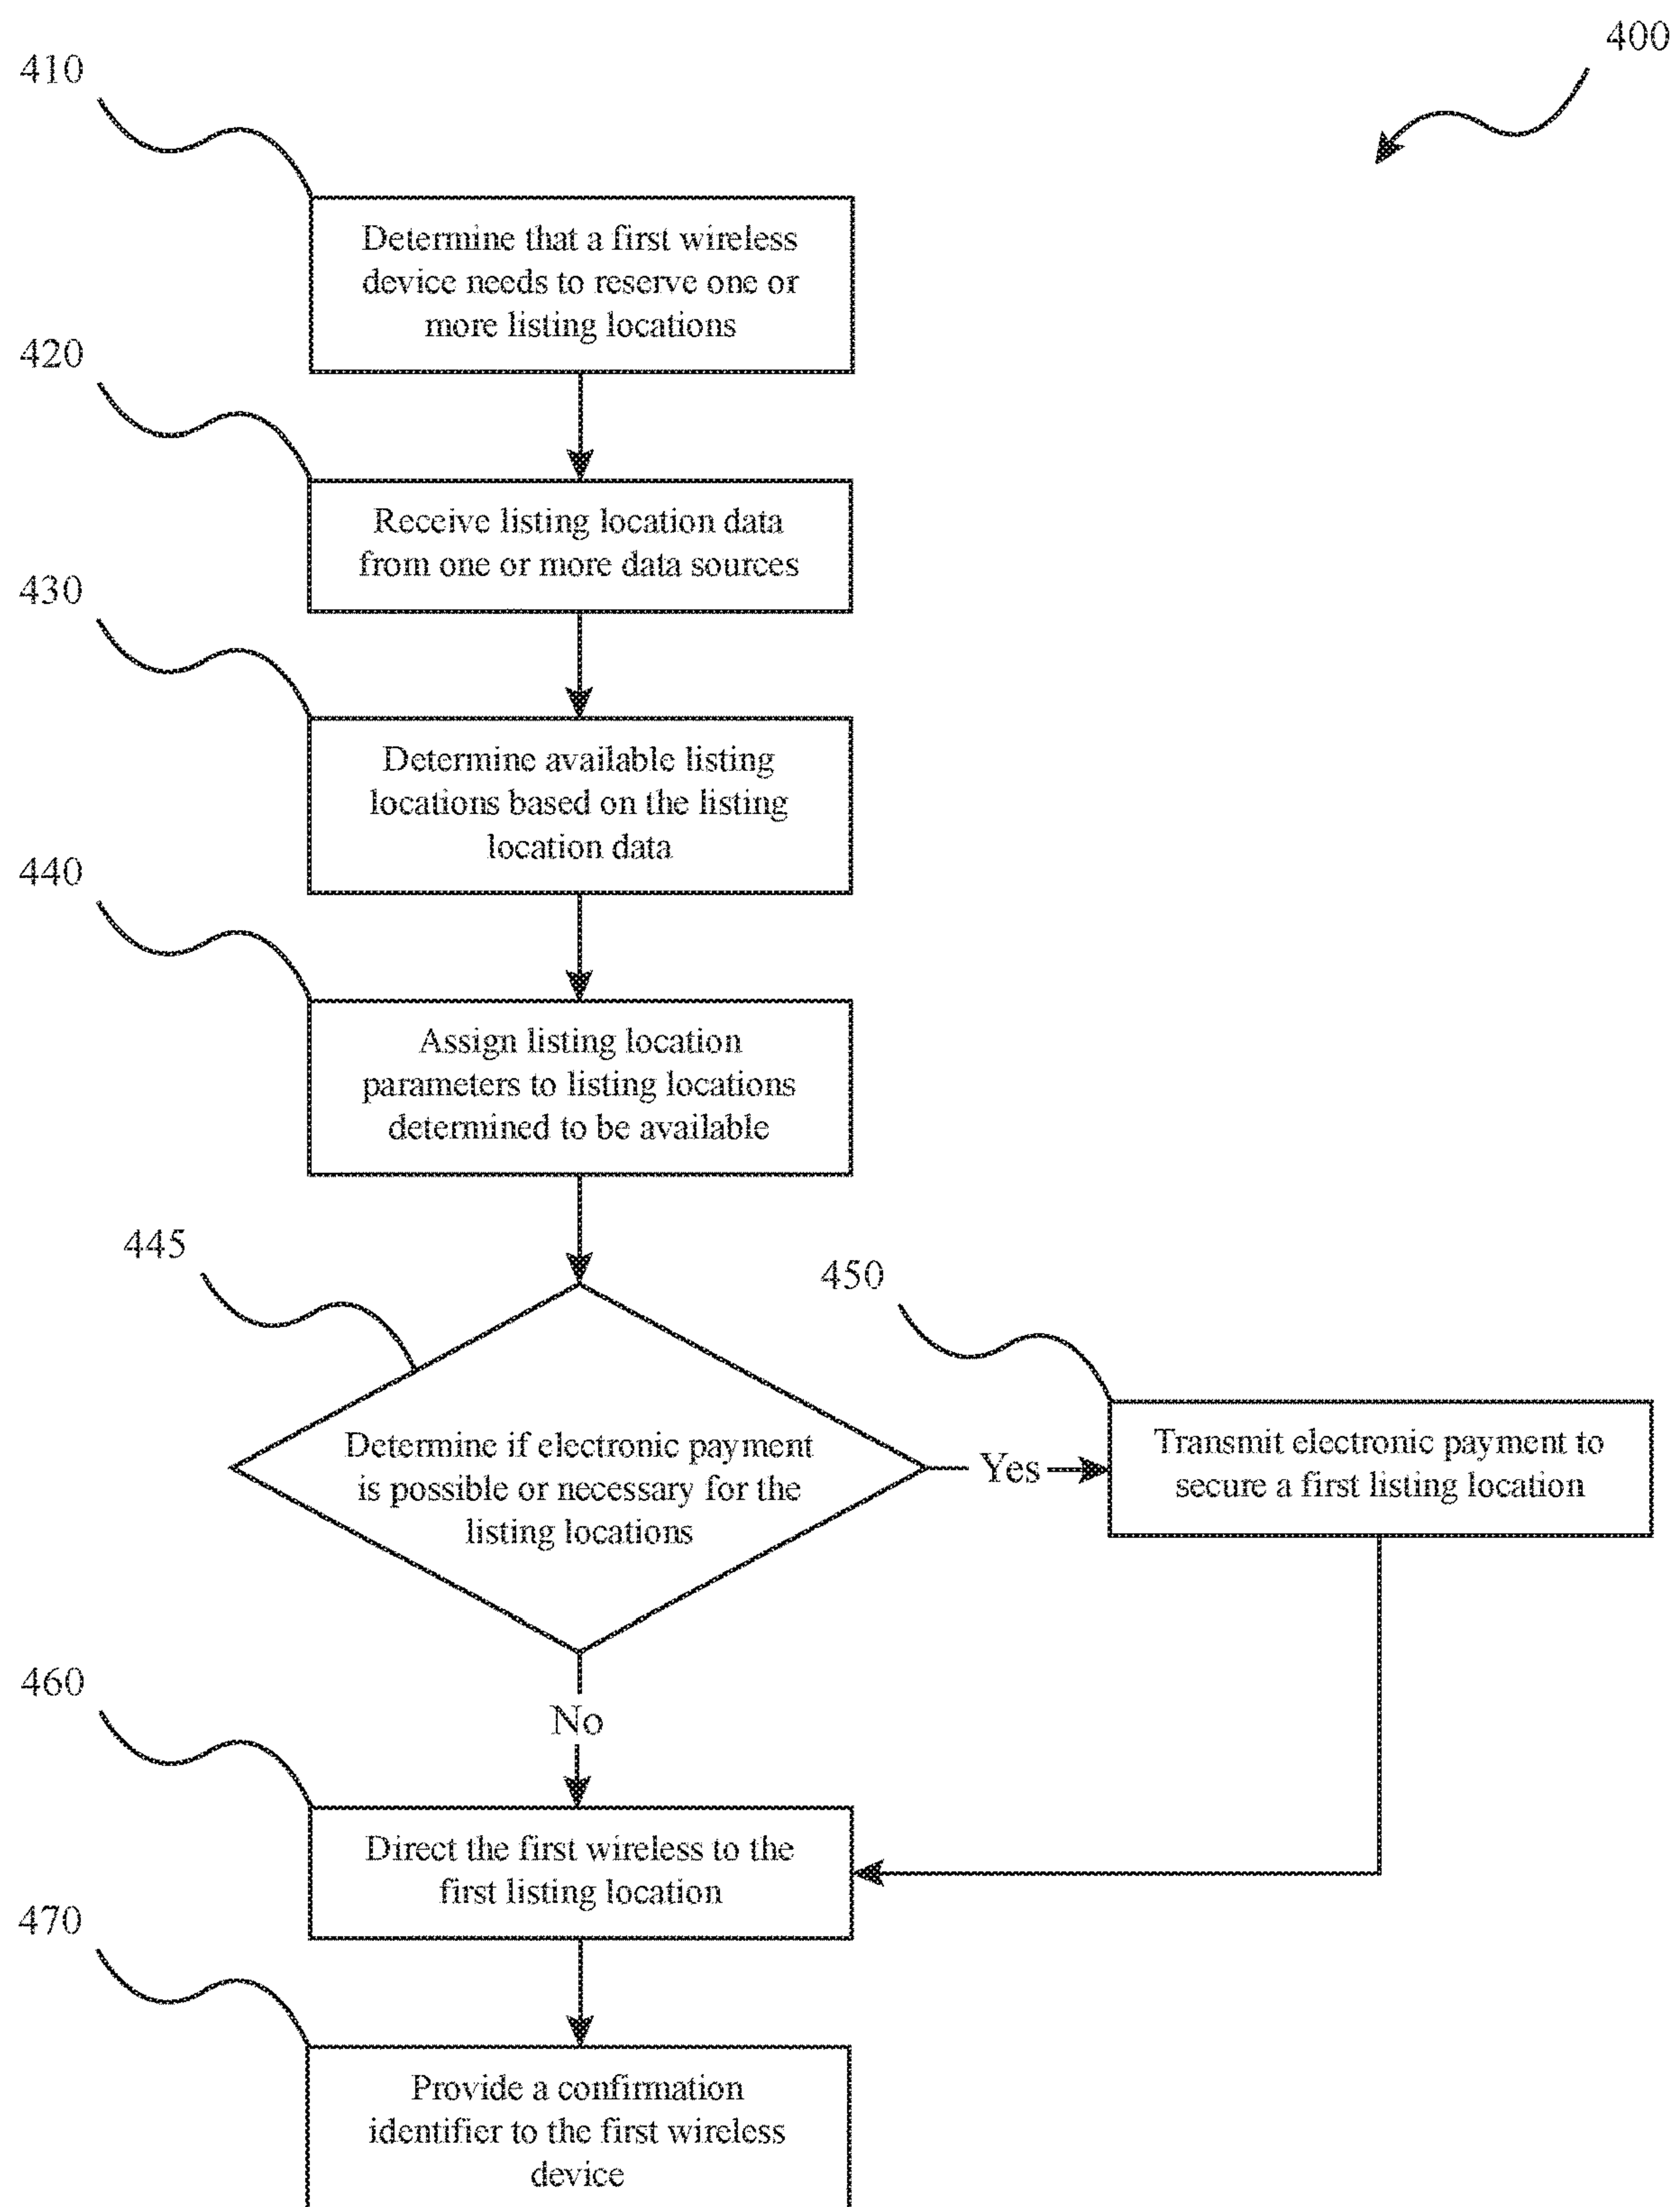 400
410
Determine that a first wireless
device needs to reserve one or
more listing locations
420
Receive listing location data
from one or more data sources
430
Determine available listing
locations based on the listing
location data
440
Assign listing location
parameters to listing locations
determined to be available
445
Determine if electronic payment
is possible or necessary for the
listing locations
Yes
450
Transmit electronic payment to
secure a first listing location
No
460
Direct the first wireless to the
first listing location
470
Provide a confirmation
identifier to the first wireless
device